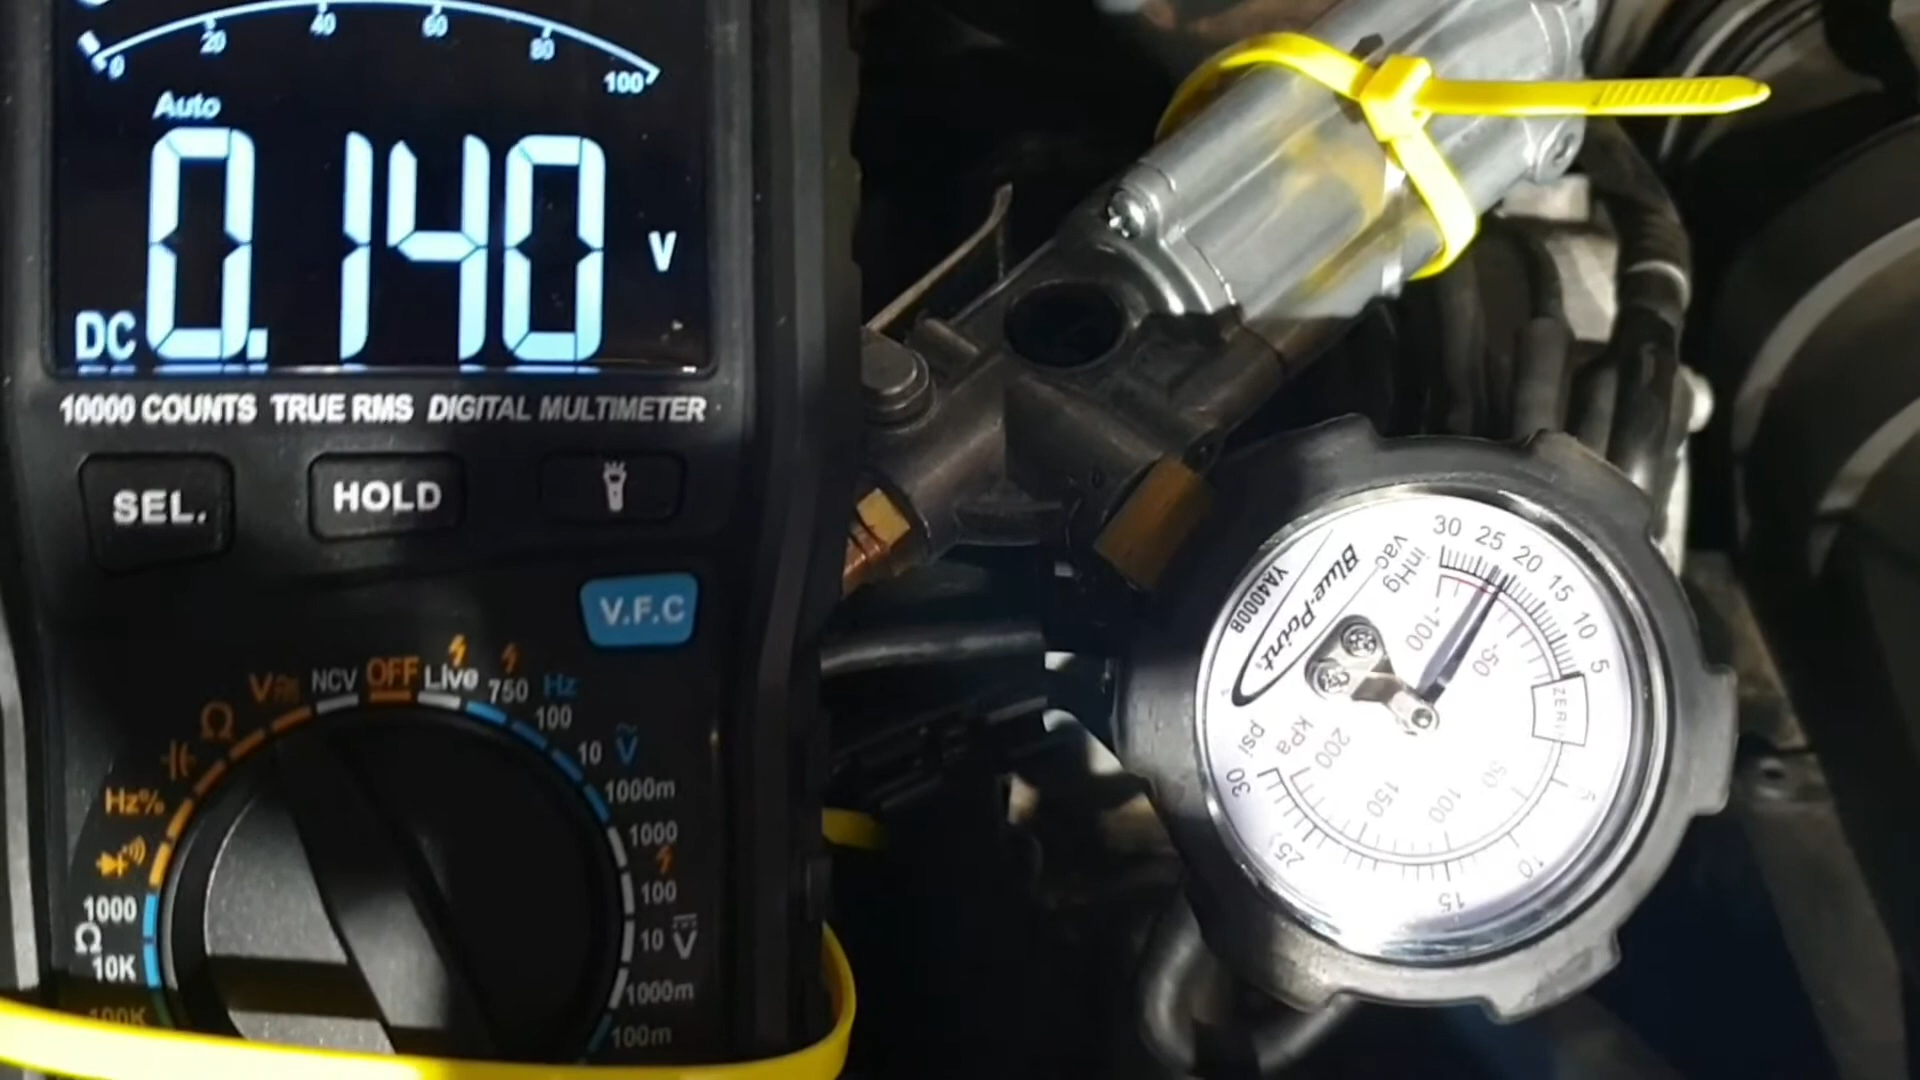 0 20 40 60 80 100
Auto
DC 0.140 V
10000 COUNTS TRUE RMS DIGITAL MULTIMETER
SEL. HOLD
V.F.C
NCV OFF Live 750 Hz
100
10 V
1000m
1000
100
10 V
1000m
100m
Ω
Hz%
1000
Ω
10K
100K
Blue-Point
YA4000B
30 25 20 15 10 5
inHg
vac
-100 -50
ZERO
psi
kPa
200 150 100 50
30 25 15 10 5